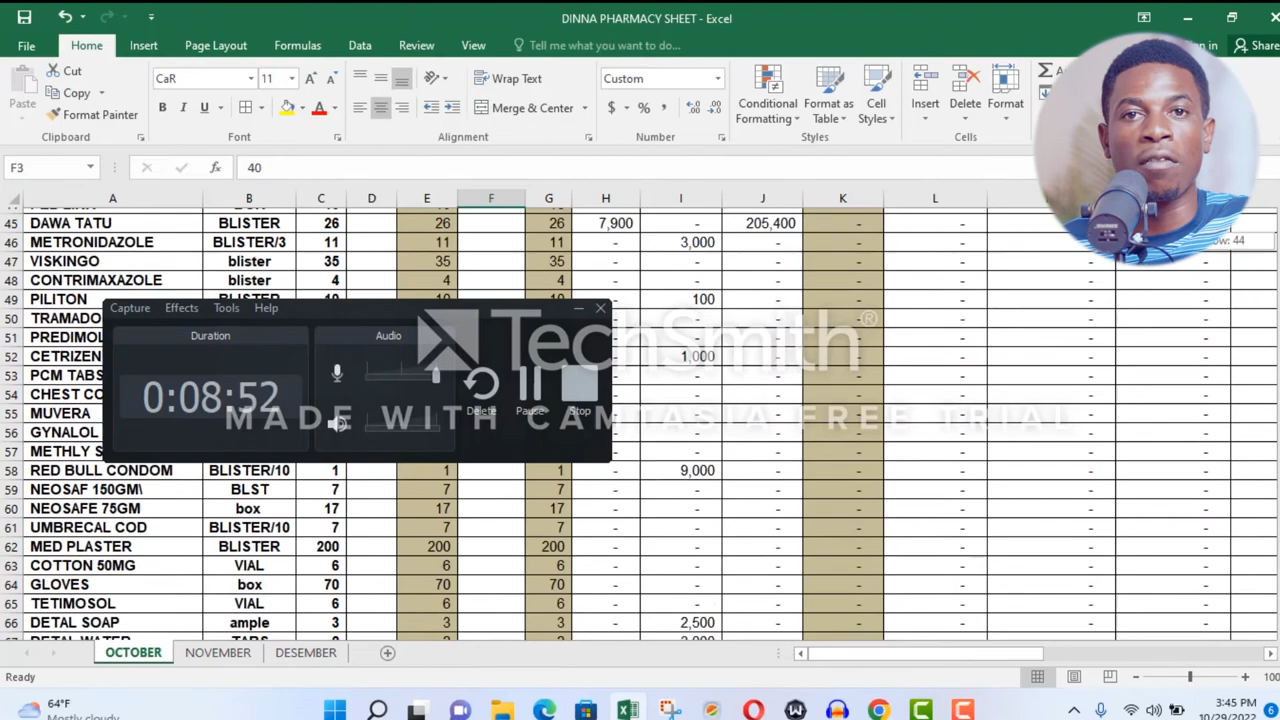 DINNA PHARMACY SHEET - Excel
File Home Insert Page Layout Formulas Data Review View Tell me what you want to do... Share
Cut
Copy
Format Painter
Paste
Clipboard
CaR 11
B I U
Font
Wrap Text
Merge & Center
Alignment
Custom
$ % ,
Number
Conditional Formatting
Format as Table
Cell Styles
Styles
Insert Delete Format
Cells
F3 fx 40
A B C D E F G H I J K L
45 DAWA TATU BLISTER 26 26 26 7,900 - 205,400 - -
46 METRONIDAZOLE BLISTER/3 11 11 11 - 3,000 - - -
47 VISKINGO blister 35 35 35 - - - - -
48 CONTRIMAXAZOLE blister 4 4 4 - - - - -
49 PILITON 100
50 TRAMADO
51 PREDIMOL
52 CETRIZEN 1,000
53 PCM TABS
54 CHEST CO
55 MUVERA
56 GYNALOL
57 METHLY S
58 RED BULL CONDOM BLISTER/10 1 1 1 - 9,000 - - -
59 NEOSAF 150GM\ BLST 7 7 7 - - - - -
60 NEOSAFE 75GM box 17 17 17 - - - - -
61 UMBRECAL COD BLISTER/10 7 7 7 - - - - -
62 MED PLASTER BLISTER 200 200 200 - - - - -
63 COTTON 50MG VIAL 6 6 6 - - - - -
64 GLOVES box 70 70 70 - - - - -
65 TETIMOSOL VIAL 6 6 6 - - - - -
66 DETAL SOAP ample 3 3 3 - 2,500 - - -
DETAL WATER TABS
Capture Effects Tools Help
Duration Audio
0:08:52
Delete Pause Stop
TechSmith®
MADE WITH CAMTASIA FREE TRIAL
OCTOBER NOVEMBER DESEMBER
Ready 100
64°F
Mostly cloudy
3:45 PM
10/29/2022
6